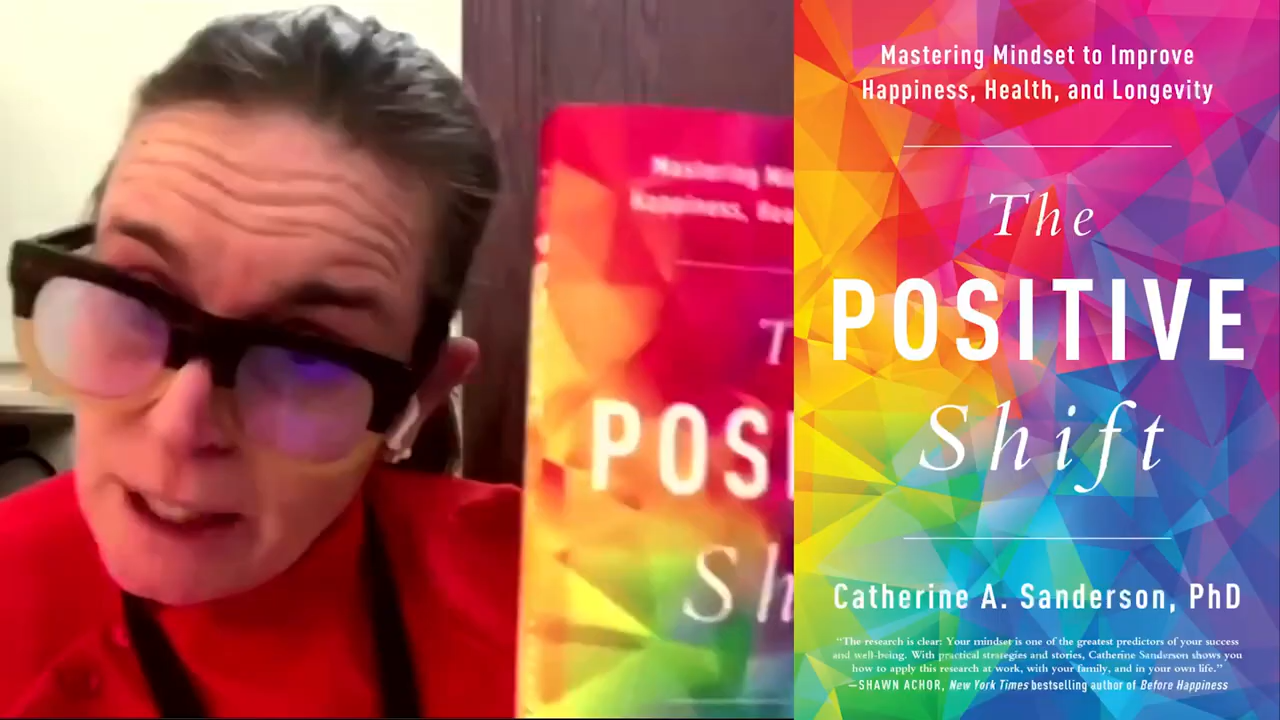 Mastering
Happiness,
POS
Sh
Mastering Mindset to Improve
Happiness, Health, and Longevity
The
POSITIVE
Shift
Catherine A. Sanderson, PhD
“The research is clear: Your mindset is one of the greatest predictors of your success
and well-being. With practical strategies and stories, Catherine Sanderson shows you
how to apply this research at work, with your family, and in your own life.”
—SHAWN ACHOR, New York Times bestselling author of Before Happiness